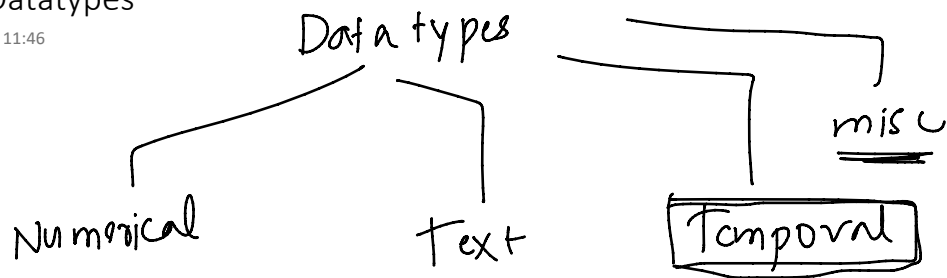 Datatypes
11:46
Data types
misc
Numerical
Text
Temporal